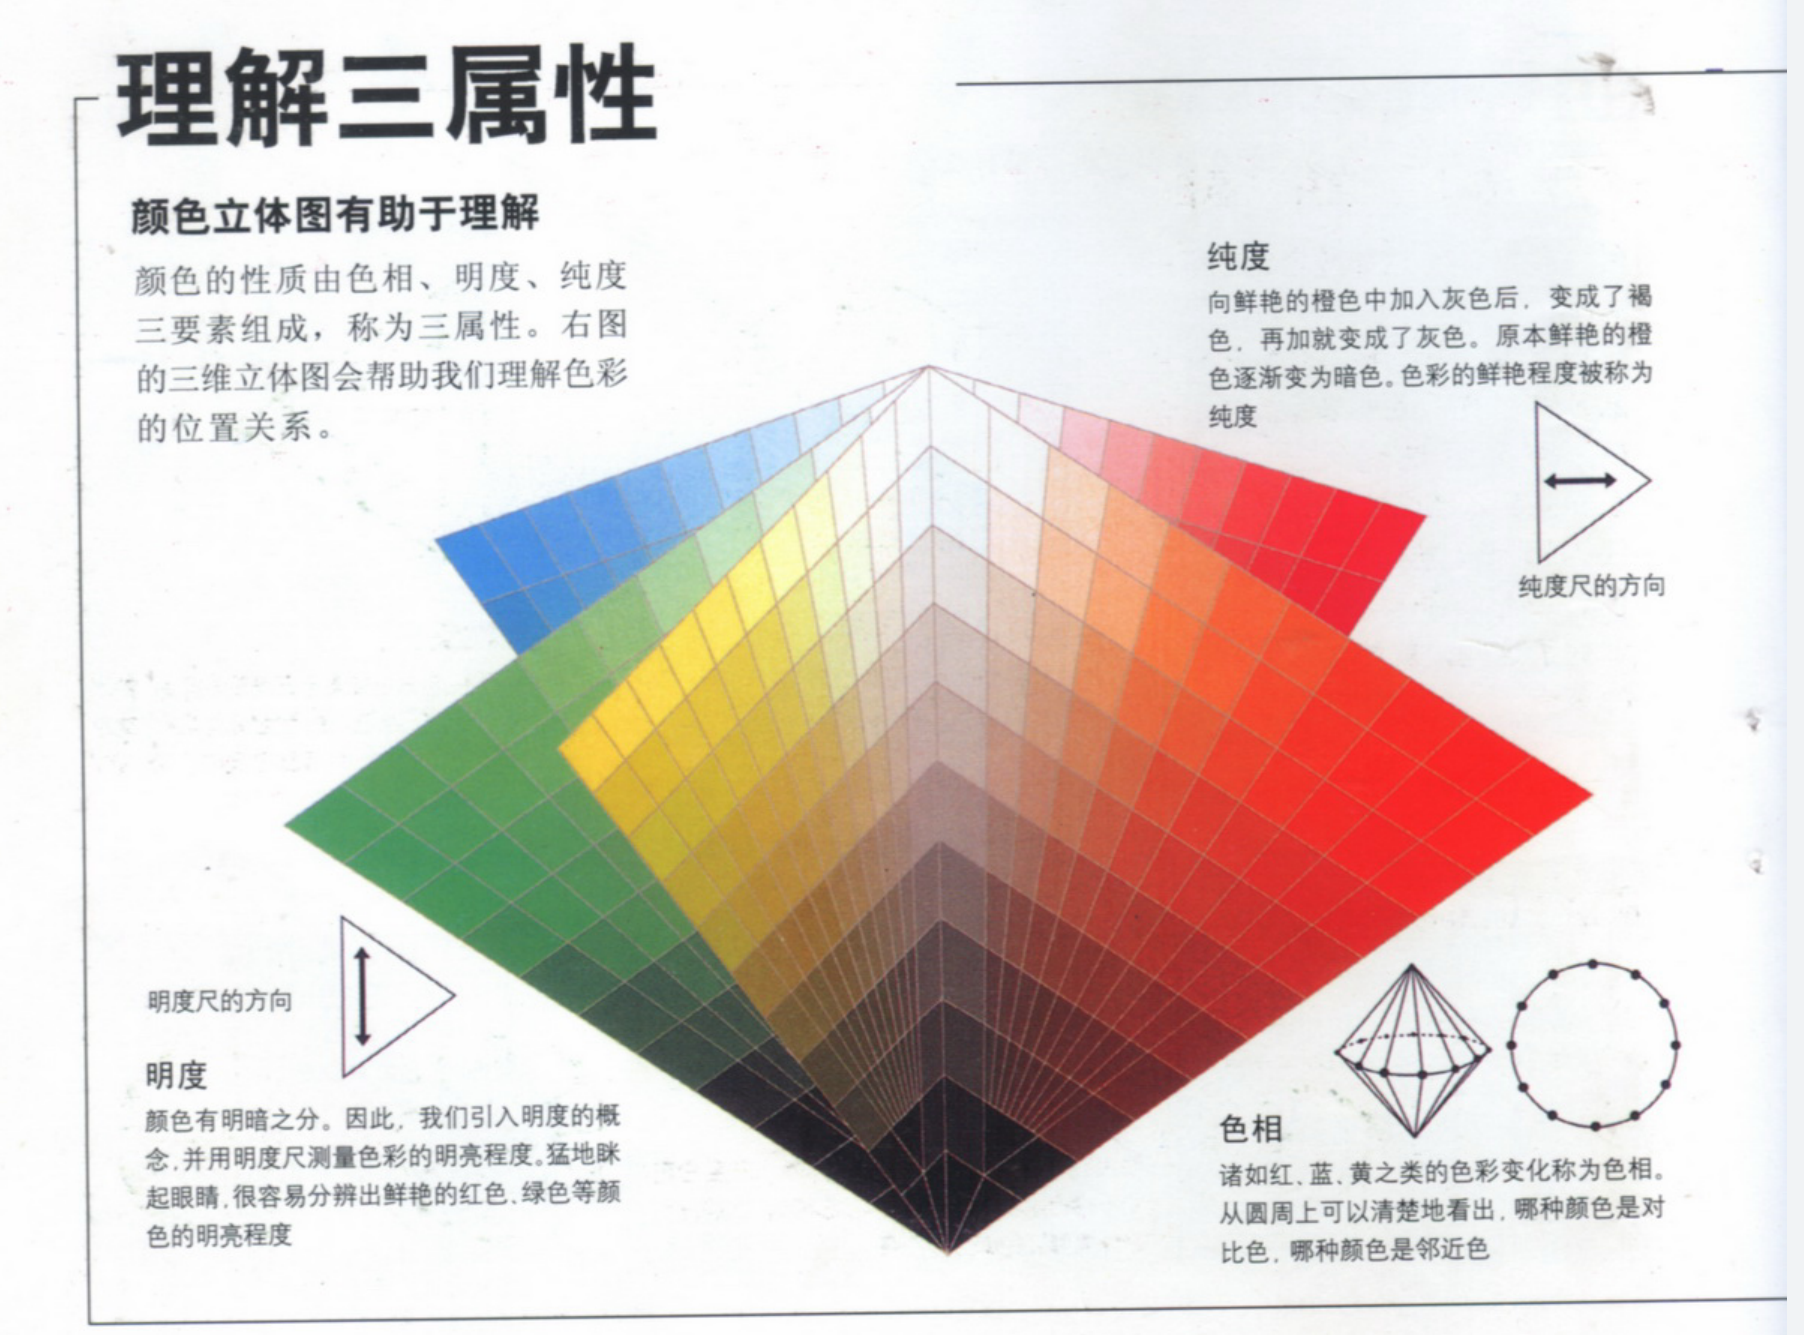 理解三属性
颜色立体图有助于理解
颜色的性质由色相、明度、纯度
三要素组成，称为三属性。右图
的三维立体图会帮助我们理解色彩
的位置关系。
纯度
向鲜艳的橙色中加入灰色后，变成了褐
色，再加就变成了灰色。原本鲜艳的橙
色逐渐变为暗色。色彩的鲜艳程度被称为
纯度
纯度尺的方向
明度尺的方向
明度
颜色有明暗之分。因此，我们引入明度的概
念，并用明度尺测量色彩的明亮程度。猛地眯
起眼睛，很容易分辨出鲜艳的红色、绿色等颜
色的明亮程度
色相
诸如红、蓝、黄之类的色彩变化称为色相。
从圆周上可以清楚地看出，哪种颜色是对
比色，哪种颜色是邻近色